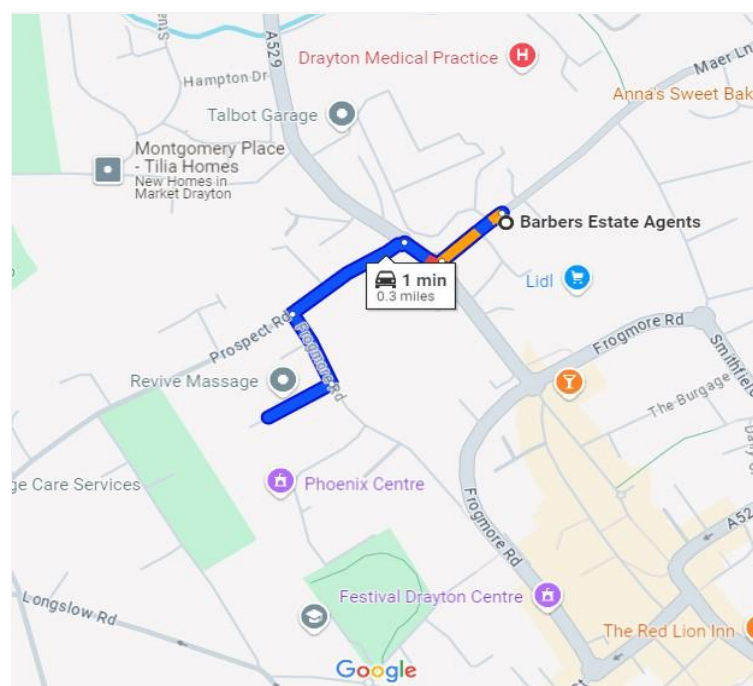 A529
Drayton Medical Practice
H
Maer Ln
Hampton Dr
Anna's Sweet Bak
Talbot Garage
Montgomery Place
- Tilia Homes
New Homes in
Market Drayton
Barbers Estate Agents
1 min
0.3 miles
Lidl
Prospect Rd
Frogmore Rd
Frogmore Rd
Smithfield
Revive Massage
The Burgage
ge Care Services
Phoenix Centre
Frogmore Rd
A52
Longslow Rd
Festival Drayton Centre
The Red Lion Inn
Google